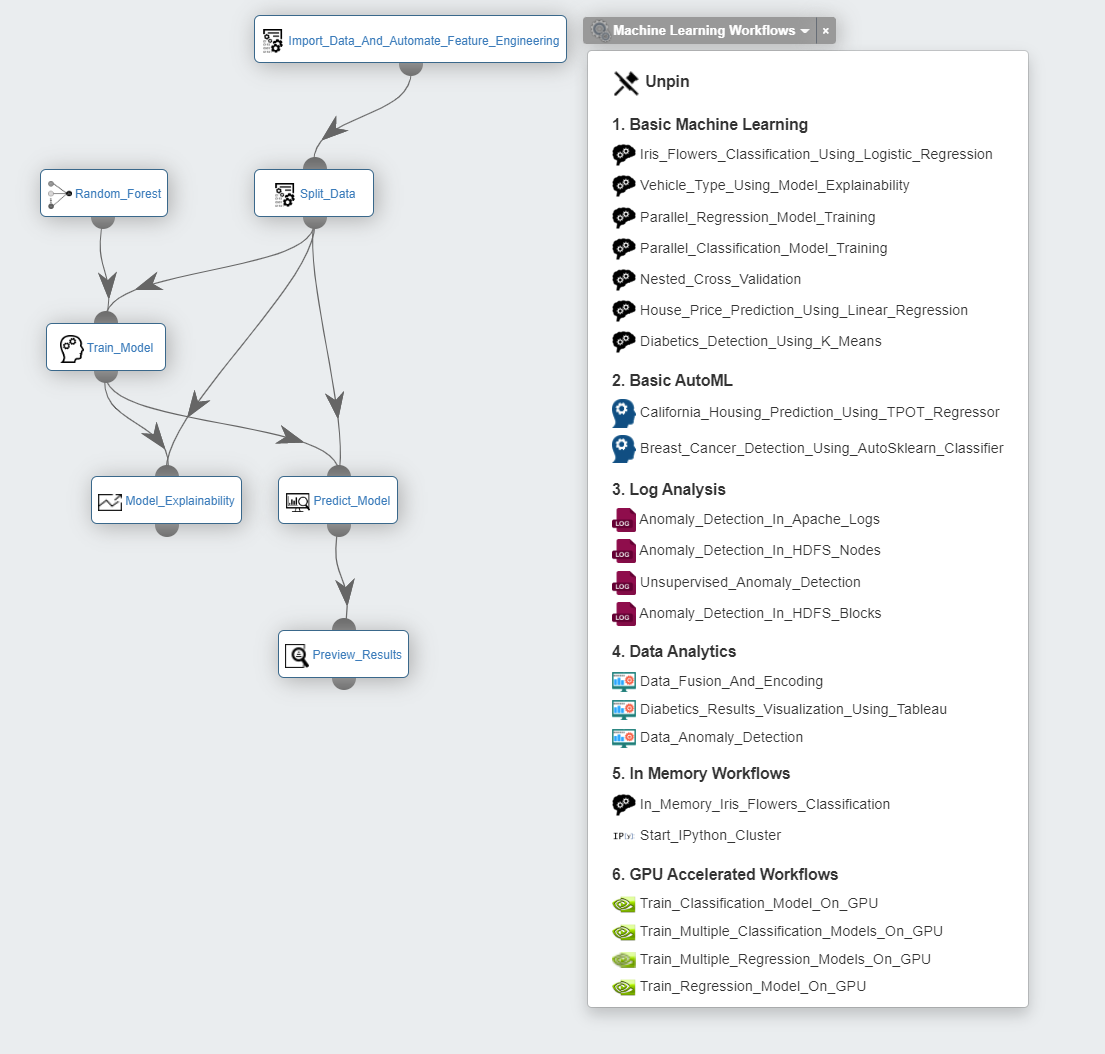 Import_Data_And_Automate_Feature_Engineering
Random_Forest
Split_Data
Train_Model
Model_Explainability
Predict_Model
Preview_Results
Machine Learning Workflows
×
Unpin
1. Basic Machine Learning
Iris_Flowers_Classification_Using_Logistic_Regression
Vehicle_Type_Using_Model_Explainability
Parallel_Regression_Model_Training
Parallel_Classification_Model_Training
Nested_Cross_Validation
House_Price_Prediction_Using_Linear_Regression
Diabetics_Detection_Using_K_Means
2. Basic AutoML
California_Housing_Prediction_Using_TPOT_Regressor
Breast_Cancer_Detection_Using_AutoSklearn_Classifier
3. Log Analysis
LOG Anomaly_Detection_In_Apache_Logs
LOG Anomaly_Detection_In_HDFS_Nodes
LOG Unsupervised_Anomaly_Detection
LOG Anomaly_Detection_In_HDFS_Blocks
4. Data Analytics
Data_Fusion_And_Encoding
Diabetics_Results_Visualization_Using_Tableau
Data_Anomaly_Detection
5. In Memory Workflows
In_Memory_Iris_Flowers_Classification
IP[y]: Start_IPython_Cluster
6. GPU Accelerated Workflows
Train_Classification_Model_On_GPU
Train_Multiple_Classification_Models_On_GPU
Train_Multiple_Regression_Models_On_GPU
Train_Regression_Model_On_GPU